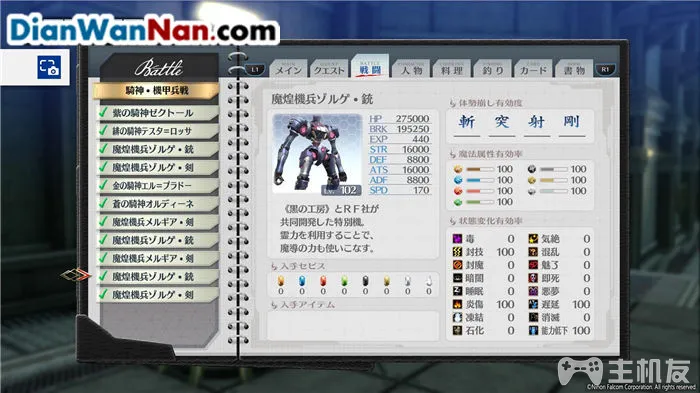 DianWanNan.com
Battle
騎神・機甲兵戦
紫の騎神ゼクトール
緋の騎神テスタ=ロッサ
魔煌機兵ゾルゲ・銃
魔煌機兵ゾルゲ・剣
金の騎神エル=プラドー
蒼の騎神オルディーネ
魔煌機兵メルギア・剣
魔煌機兵ゾルゲ・銃
魔煌機兵メルギア・剣
魔煌機兵ゾルゲ・銃
魔煌機兵ゾルゲ・剣
L1
メイン
クエスト
BATTLE
戦闘
人物
料理
釣り
カード
書物
R1
魔煌機兵ゾルゲ・銃
Lv. 102
HP 275000
BRK 195250
EXP 440
STR 16000
DEF 8800
ATS 16000
ADF 8800
SPD 170
《黒の工房》とRF社が
共同開発した特別機。
霊力を利用することで、
魔導の力も使いこなす。
入手セピス
0 0 0 0 0 0 0 0
入手アイテム
体勢崩し有効度
斬 突 射 剛
魔法属性有効率
100 100
100 100
100 100
100
状態変化有効率
毒 0 気絶 0
封技 100 混乱 0
封魔 0 魅了 0
暗闇 0 即死 0
睡眠 0 悪夢 0
炎傷 100 遅延 100
凍結 0 消滅 0
石化 0 能力低下 100
主机友
©Nihon Falcom Corporation. All rights reserved.